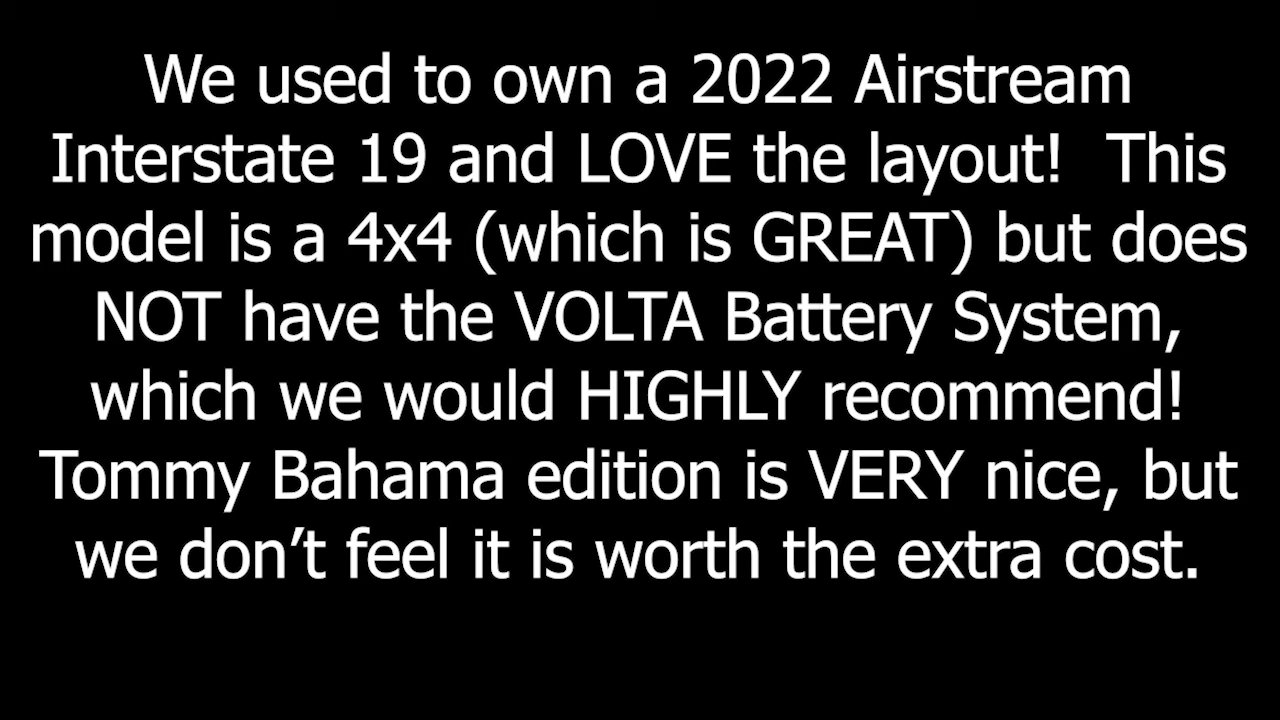 We used to own a 2022 Airstream
Interstate 19 and LOVE the layout!  This
model is a 4x4 (which is GREAT) but does
NOT have the VOLTA Battery System,
which we would HIGHLY recommend!
Tommy Bahama edition is VERY nice, but
we don’t feel it is worth the extra cost.